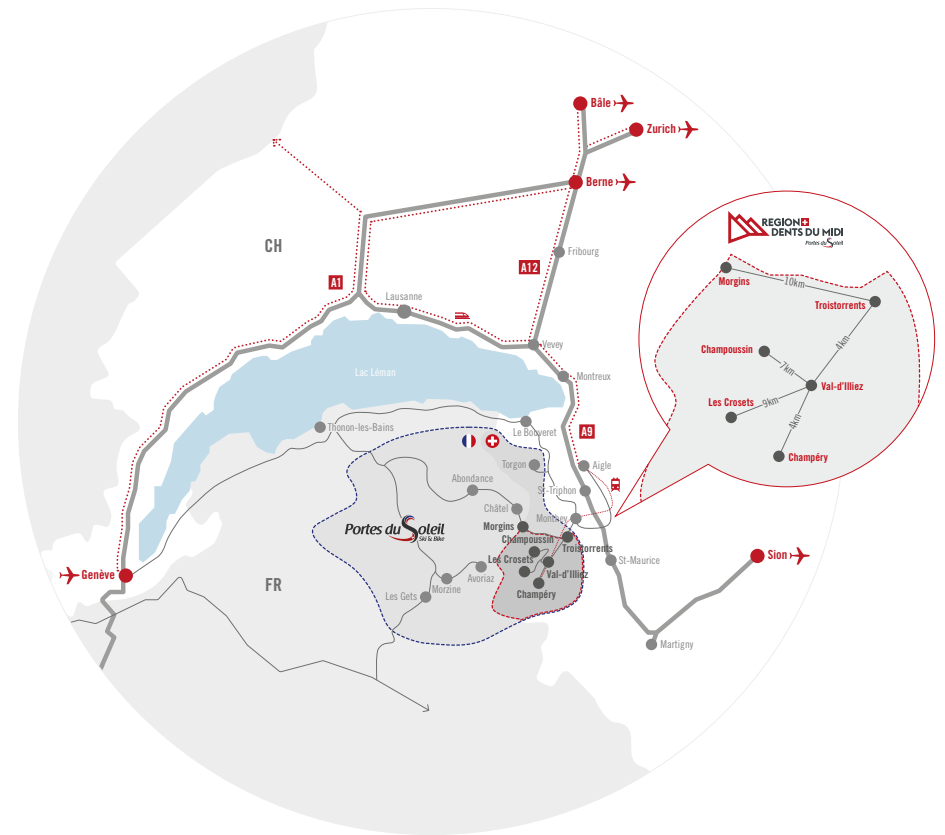 Bâle
Zurich
Berne
REGION
DENTS DU MIDI
Portes du Soleil
CH
Fribourg
A12
A1
Morgins
10km
Troistorrents
Lausanne
4km
Vevey
Champoussin
7km
Lac Léman
Montreux
Val-d'Illiez
Les Crosets
9km
4km
Thonon-les-Bains
Le Bouveret
A9
Champéry
Torgon
Aigle
Abondance
St-Triphon
Châtel
Monthey
Portes du Soleil
Ski & Bike
Morgins
Champoussin
Troistorrents
Les Crosets
St-Maurice
Sion
Genève
Avoriaz
Val-d'Illiez
FR
Morzine
Les Gets
Champéry
Martigny